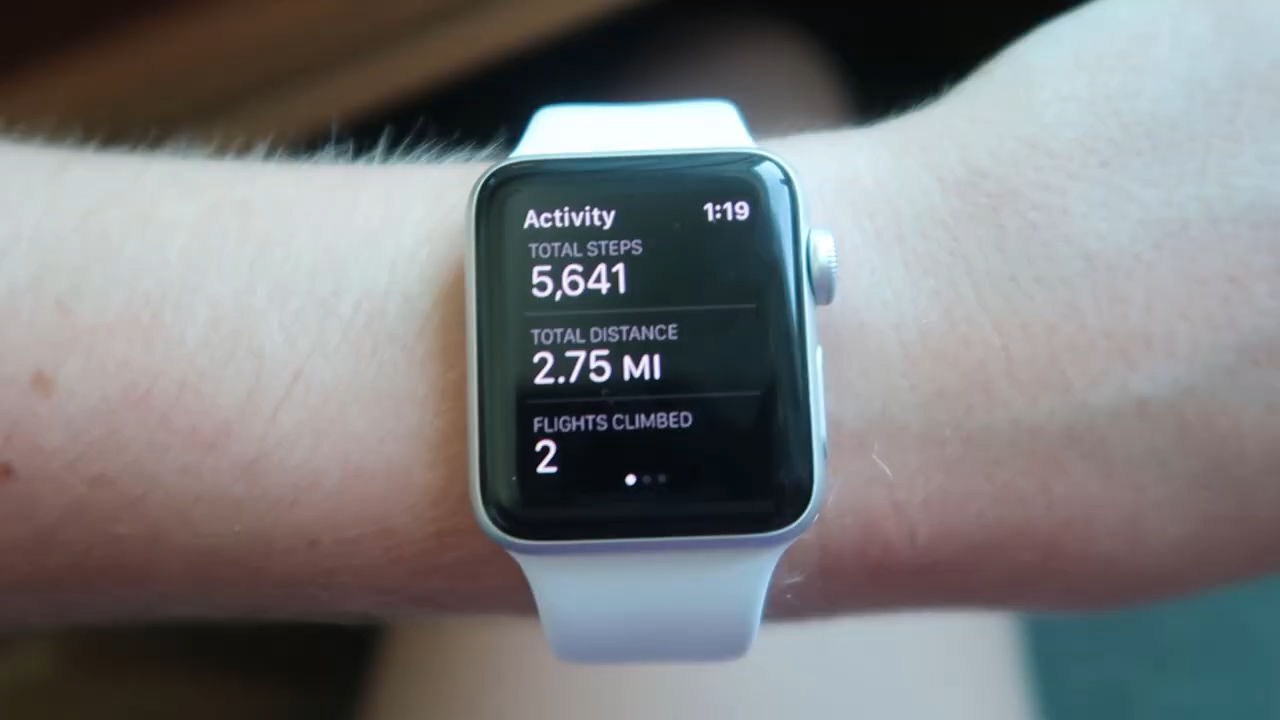 Activity 1:19
TOTAL STEPS
5,641
TOTAL DISTANCE
2.75 MI
FLIGHTS CLIMBED
2